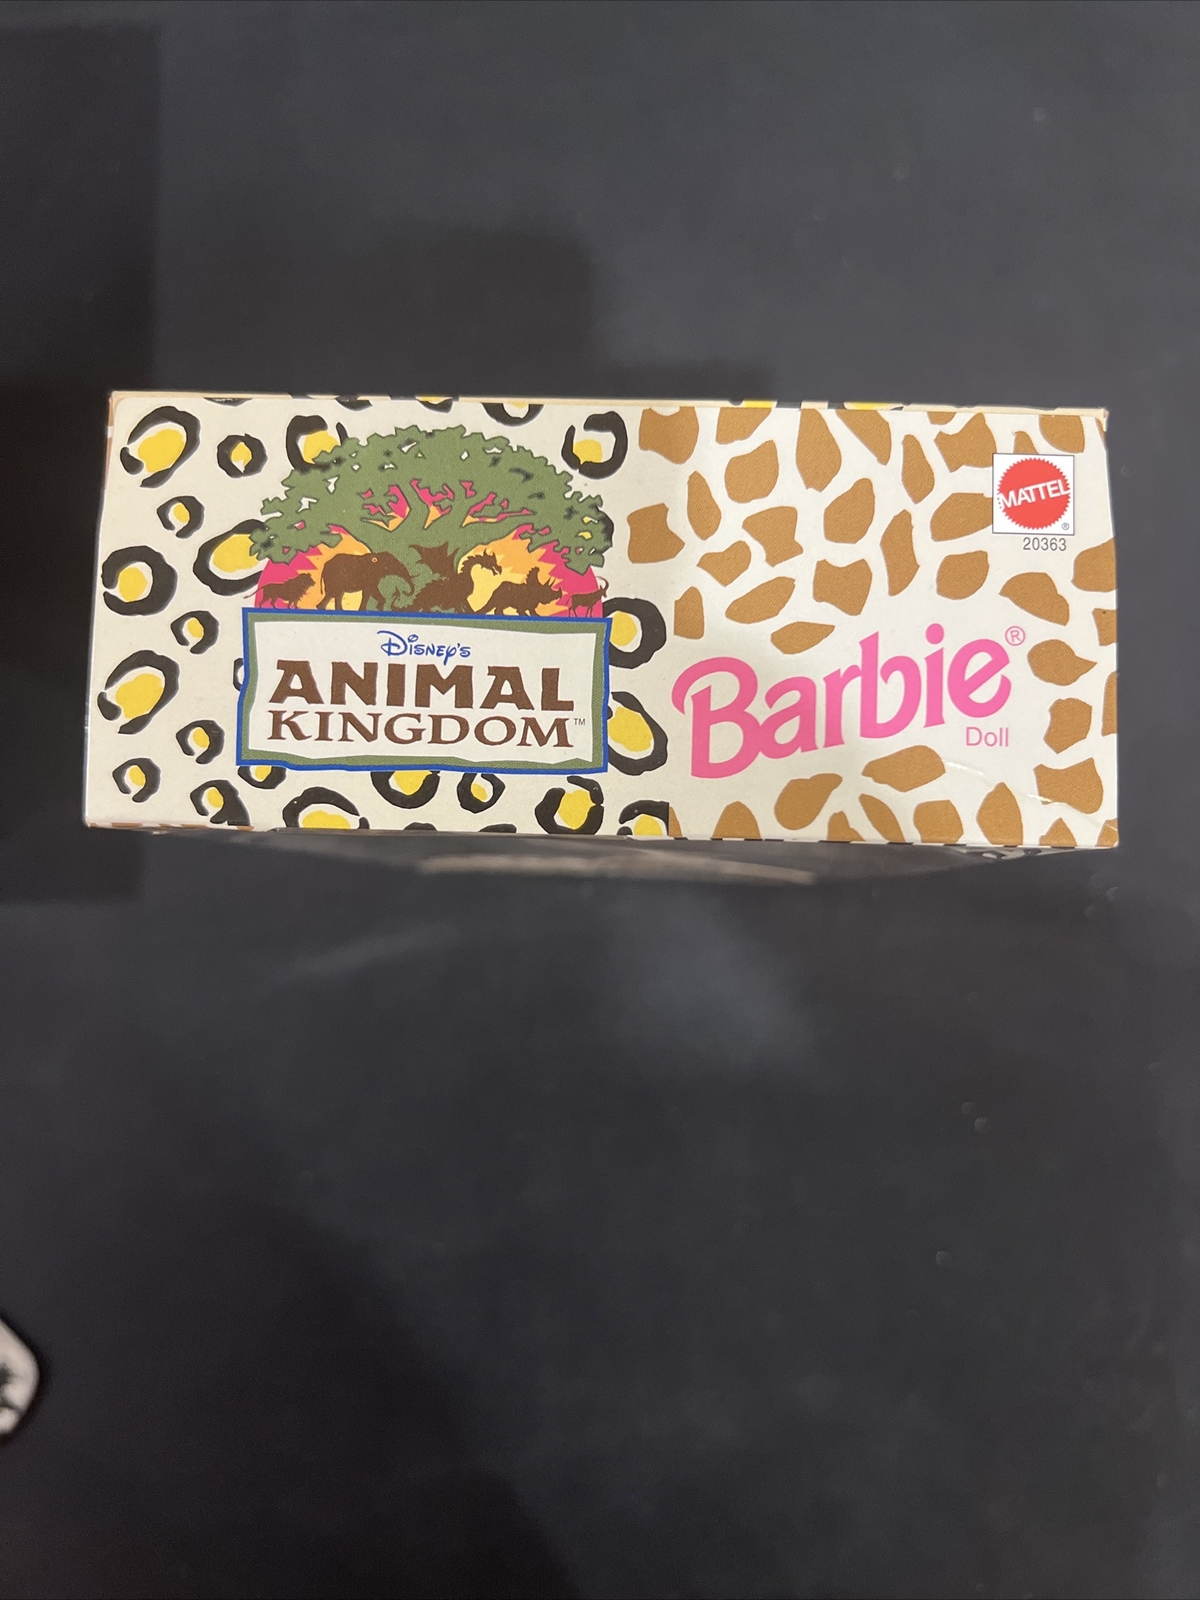 MATTEL
®
20363
Disney's
ANIMAL
KINGDOM™
Barbie®
Doll